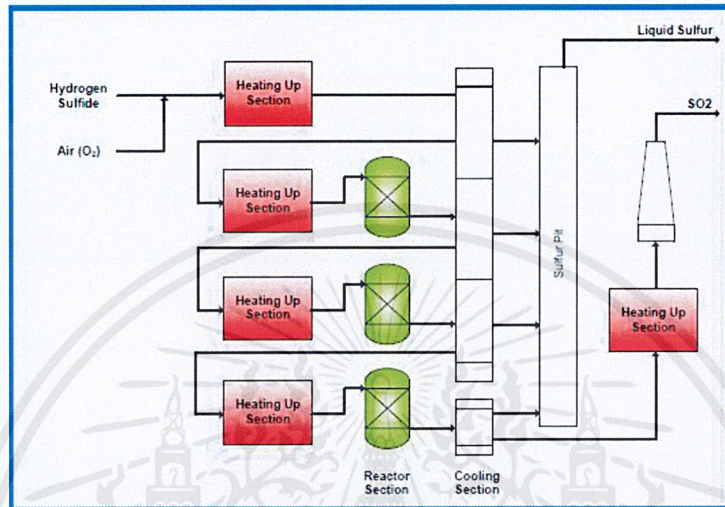 Liquid Sulfur
Hydrogen
Sulfide
Heating Up
Section
SO2
Air (O₂)
Heating Up
Section
Sulfur Pit
Heating Up
Section
Heating Up
Section
Heating Up
Section
Reactor
Section
Cooling
Section